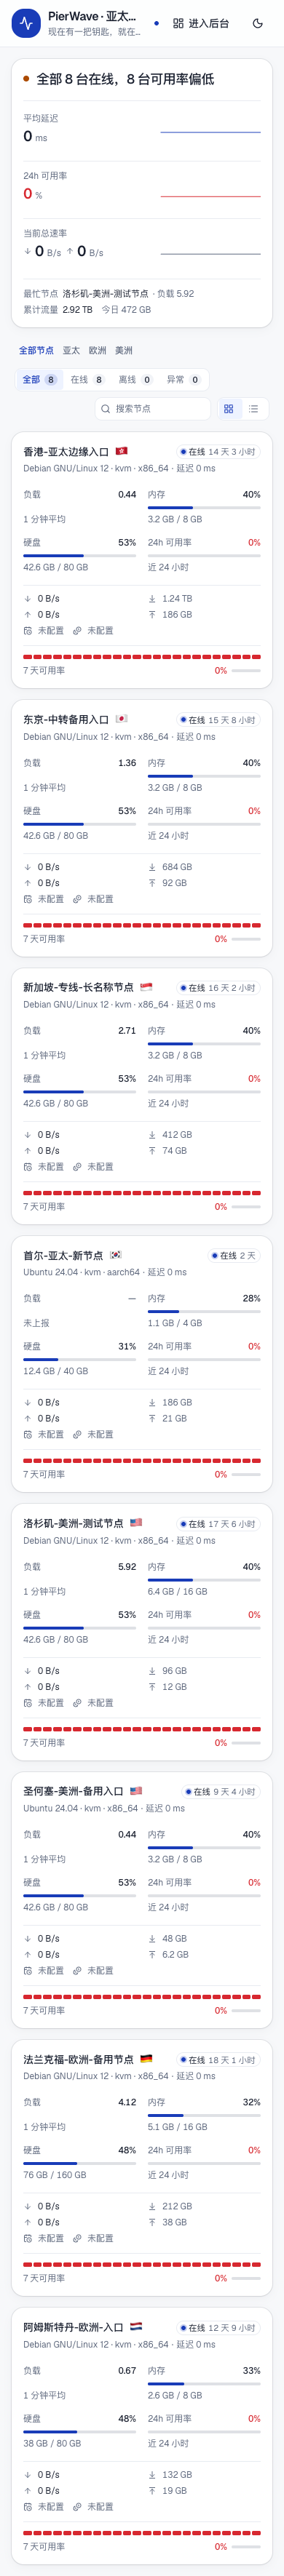 PierWave · 亚太...
现在有一把钥匙，就在...
进入后台
全部 8 台在线，8 台可用率偏低
平均延迟
0 ms
24h 可用率
0 %
当前总速率
0 B/s 0 B/s
最忙节点 洛杉矶-美洲-测试节点 · 负载 5.92
累计流量 2.92 TB 今日 472 GB
全部节点 亚太 欧洲 美洲
全部 8 在线 8 离线 0 异常 0
搜索节点
香港-亚太边缘入口 在线 14 天 3 小时
Debian GNU/Linux 12 · kvm · x86_64 · 延迟 0 ms
负载 0.44 内存 40%
1 分钟平均 3.2 GB / 8 GB
硬盘 53% 24h 可用率 0%
42.6 GB / 80 GB 近 24 小时
0 B/s 1.24 TB
0 B/s 186 GB
未配置 未配置
7 天可用率 0%
东京-中转备用入口 在线 15 天 8 小时
Debian GNU/Linux 12 · kvm · x86_64 · 延迟 0 ms
负载 1.36 内存 40%
1 分钟平均 3.2 GB / 8 GB
硬盘 53% 24h 可用率 0%
42.6 GB / 80 GB 近 24 小时
0 B/s 684 GB
0 B/s 92 GB
未配置 未配置
7 天可用率 0%
新加坡-专线-长名称节点 在线 16 天 2 小时
Debian GNU/Linux 12 · kvm · x86_64 · 延迟 0 ms
负载 2.71 内存 40%
1 分钟平均 3.2 GB / 8 GB
硬盘 53% 24h 可用率 0%
42.6 GB / 80 GB 近 24 小时
0 B/s 412 GB
0 B/s 74 GB
未配置 未配置
7 天可用率 0%
首尔-亚太-新节点 在线 2 天
Ubuntu 24.04 · kvm · aarch64 · 延迟 0 ms
负载 — 内存 28%
未上报 1.1 GB / 4 GB
硬盘 31% 24h 可用率 0%
12.4 GB / 40 GB 近 24 小时
0 B/s 186 GB
0 B/s 21 GB
未配置 未配置
7 天可用率 0%
洛杉矶-美洲-测试节点 在线 17 天 6 小时
Debian GNU/Linux 12 · kvm · x86_64 · 延迟 0 ms
负载 5.92 内存 40%
1 分钟平均 6.4 GB / 16 GB
硬盘 53% 24h 可用率 0%
42.6 GB / 80 GB 近 24 小时
0 B/s 96 GB
0 B/s 12 GB
未配置 未配置
7 天可用率 0%
圣何塞-美洲-备用入口 在线 9 天 4 小时
Ubuntu 24.04 · kvm · x86_64 · 延迟 0 ms
负载 0.44 内存 40%
1 分钟平均 3.2 GB / 8 GB
硬盘 53% 24h 可用率 0%
42.6 GB / 80 GB 近 24 小时
0 B/s 48 GB
0 B/s 6.2 GB
未配置 未配置
7 天可用率 0%
法兰克福-欧洲-备用节点 在线 18 天 1 小时
Debian GNU/Linux 12 · kvm · x86_64 · 延迟 0 ms
负载 4.12 内存 32%
1 分钟平均 5.1 GB / 16 GB
硬盘 48% 24h 可用率 0%
76 GB / 160 GB 近 24 小时
0 B/s 212 GB
0 B/s 38 GB
未配置 未配置
7 天可用率 0%
阿姆斯特丹-欧洲-入口 在线 12 天 9 小时
Debian GNU/Linux 12 · kvm · x86_64 · 延迟 0 ms
负载 0.67 内存 33%
1 分钟平均 2.6 GB / 8 GB
硬盘 48% 24h 可用率 0%
38 GB / 80 GB 近 24 小时
0 B/s 132 GB
0 B/s 19 GB
未配置 未配置
7 天可用率 0%